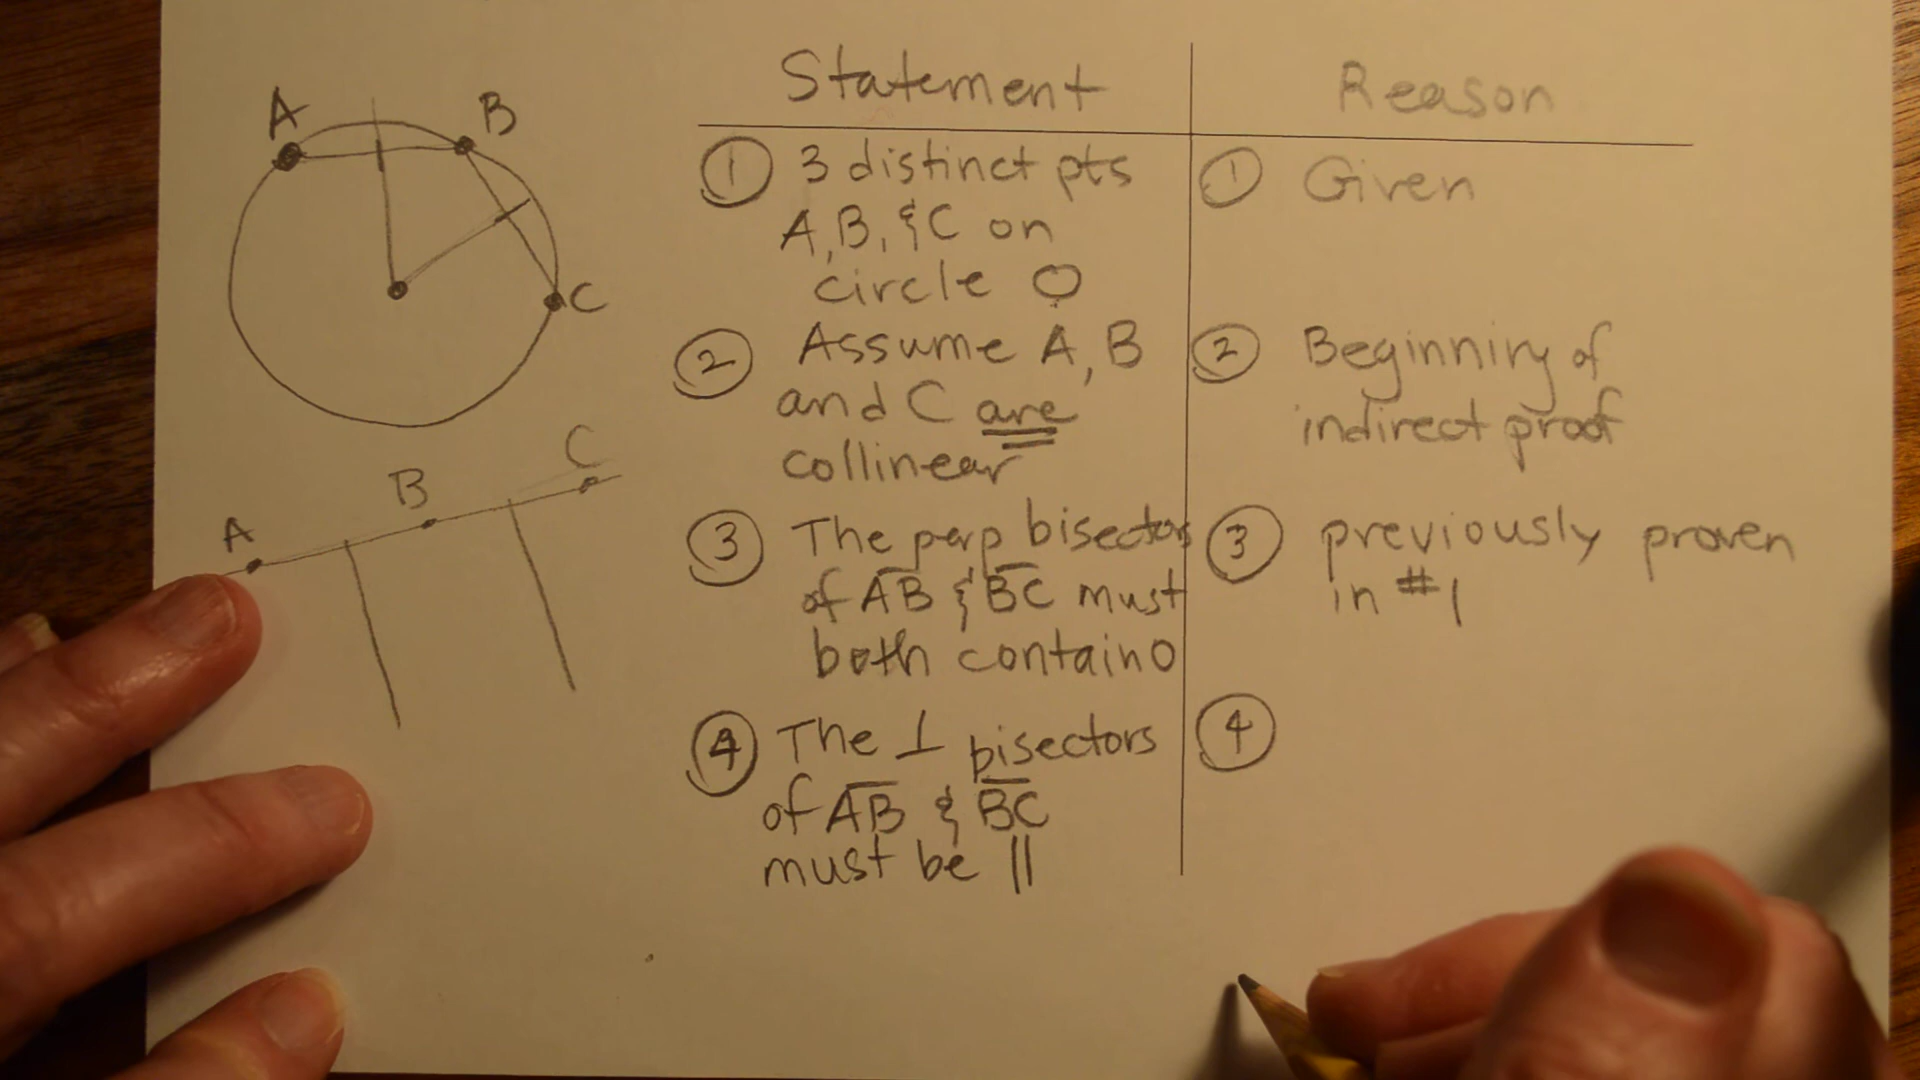 A
B
C
A
B
C
Statement
Reason
① 3 distinct pts
A, B, & C on
circle O
① Given
② Assume A, B
and C are
collinear
② Beginning of
indirect proof
③ The perp bisectors
of AB & BC must
both contain O
③ previously proven
in #1
④ The ⊥ bisectors
of AB & BC
must be ||
④